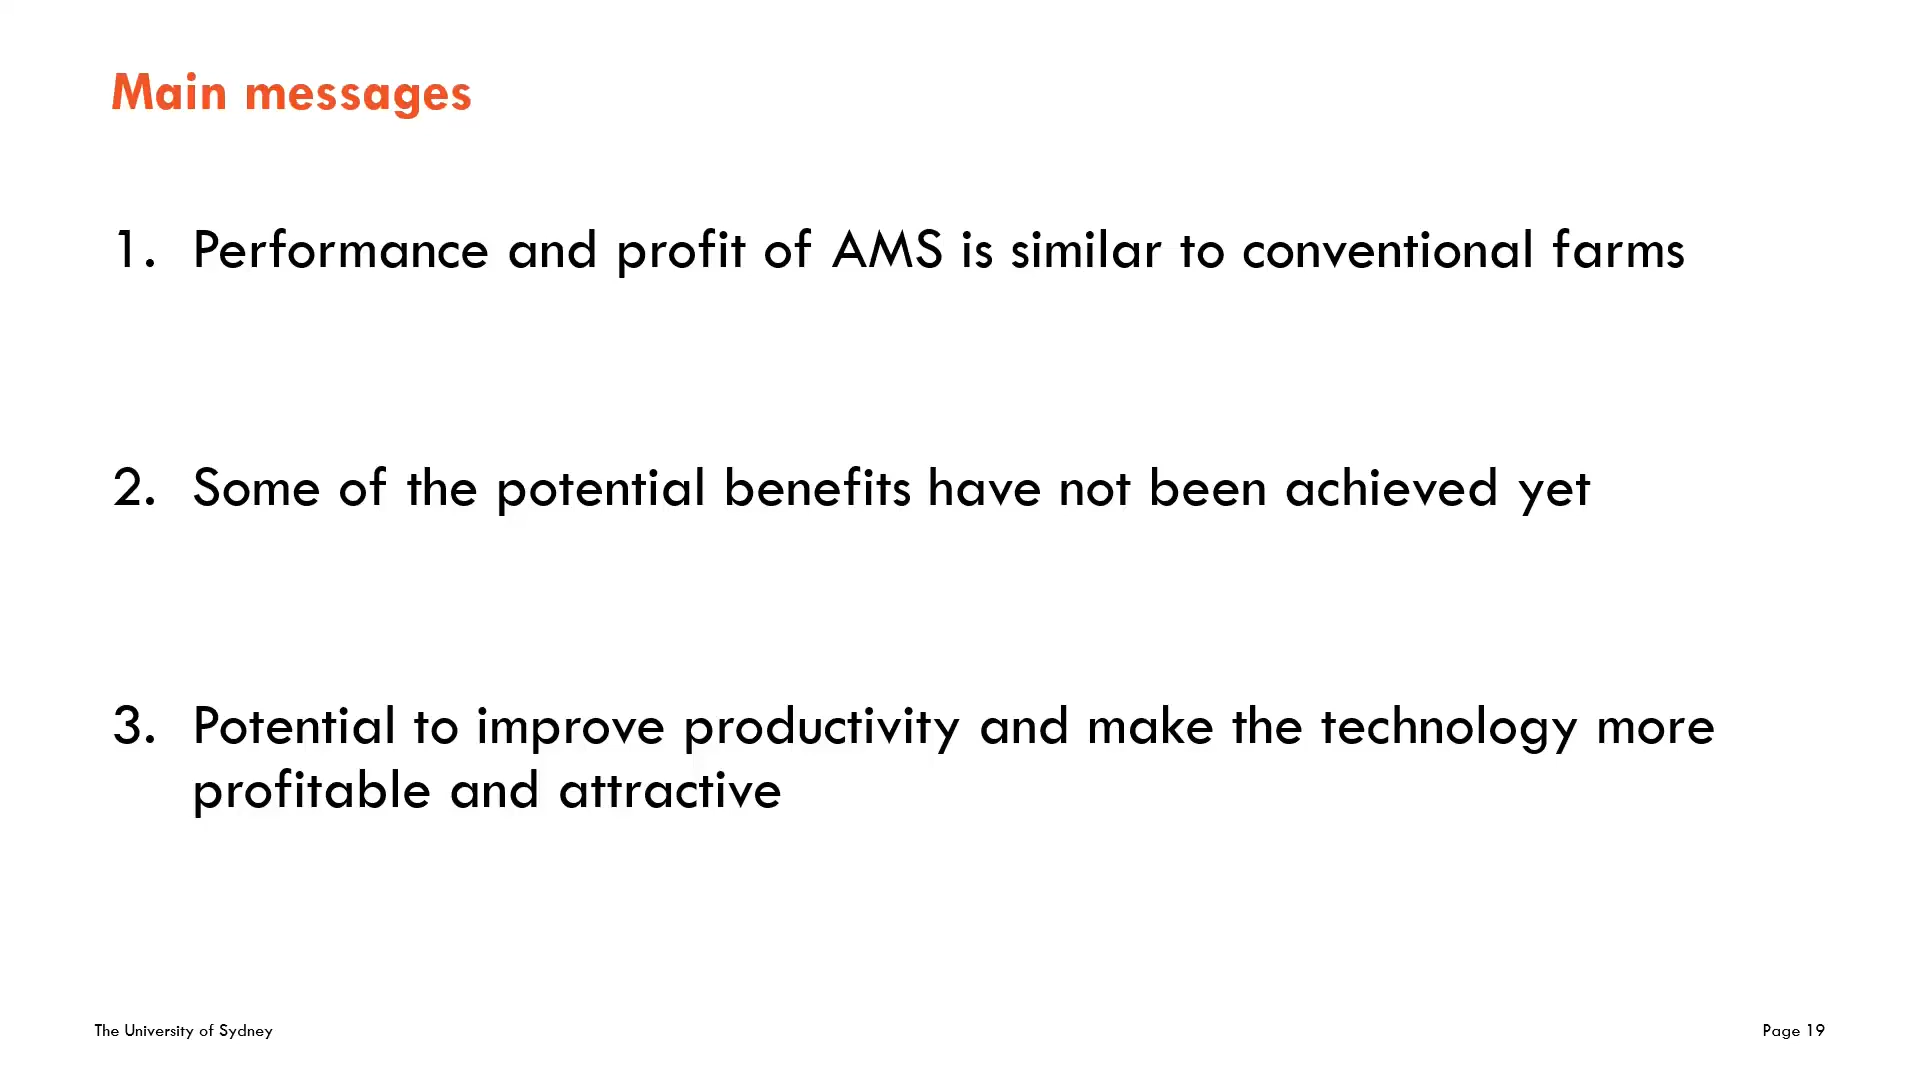 Main messages
1. Performance and profit of AMS is similar to conventional farms
2. Some of the potential benefits have not been achieved yet
3. Potential to improve productivity and make the technology more
profitable and attractive
The University of Sydney
Page 19